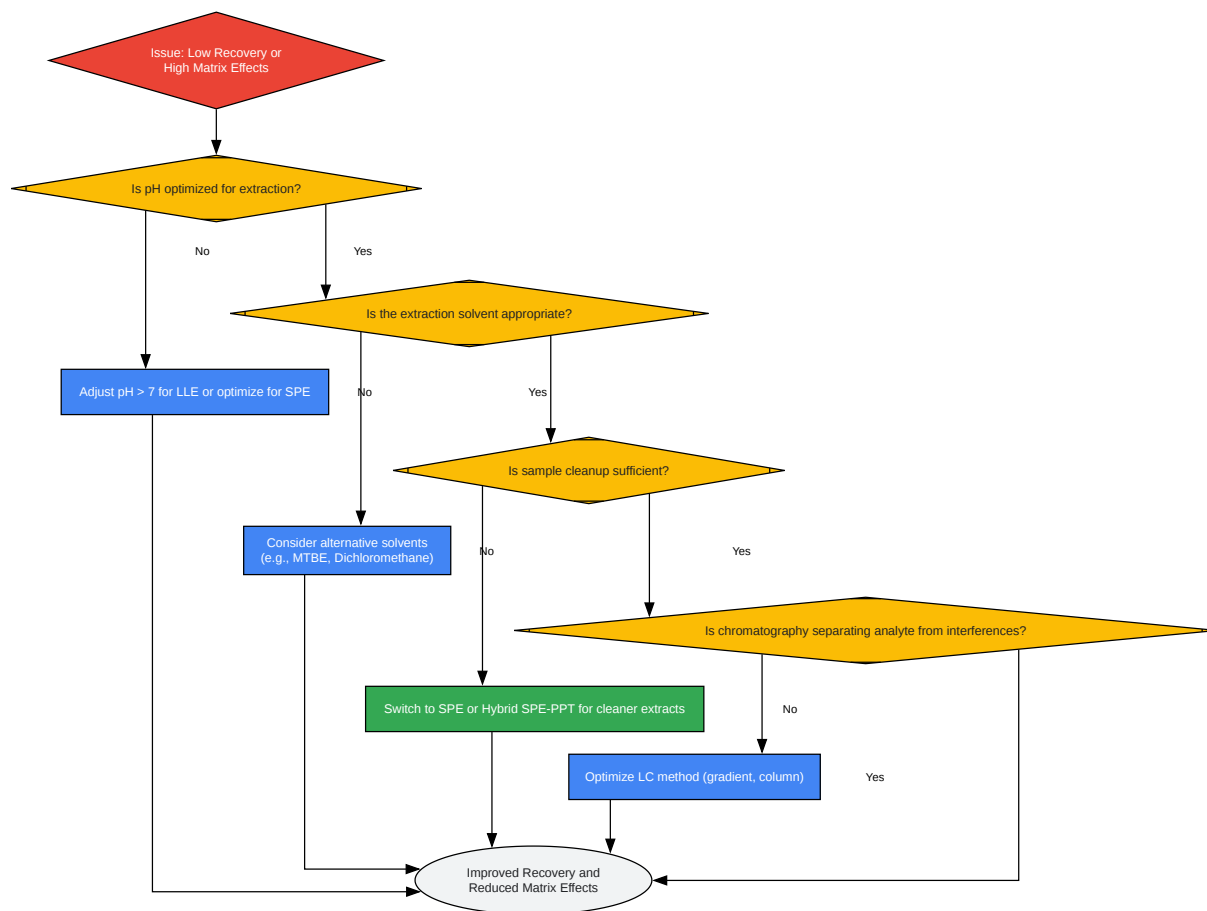 Issue: Low Recovery or
High Matrix Effects
Is pH optimized for extraction?
No
Yes
Is the extraction solvent appropriate?
Adjust pH > 7 for LLE or optimize for SPE
No
Yes
Is sample cleanup sufficient?
Consider alternative solvents
(e.g., MTBE, Dichloromethane)
No
Yes
Is chromatography separating analyte from interferences?
Switch to SPE or Hybrid SPE-PPT for cleaner extracts
No
Optimize LC method (gradient, column)
Yes
Improved Recovery and
Reduced Matrix Effects